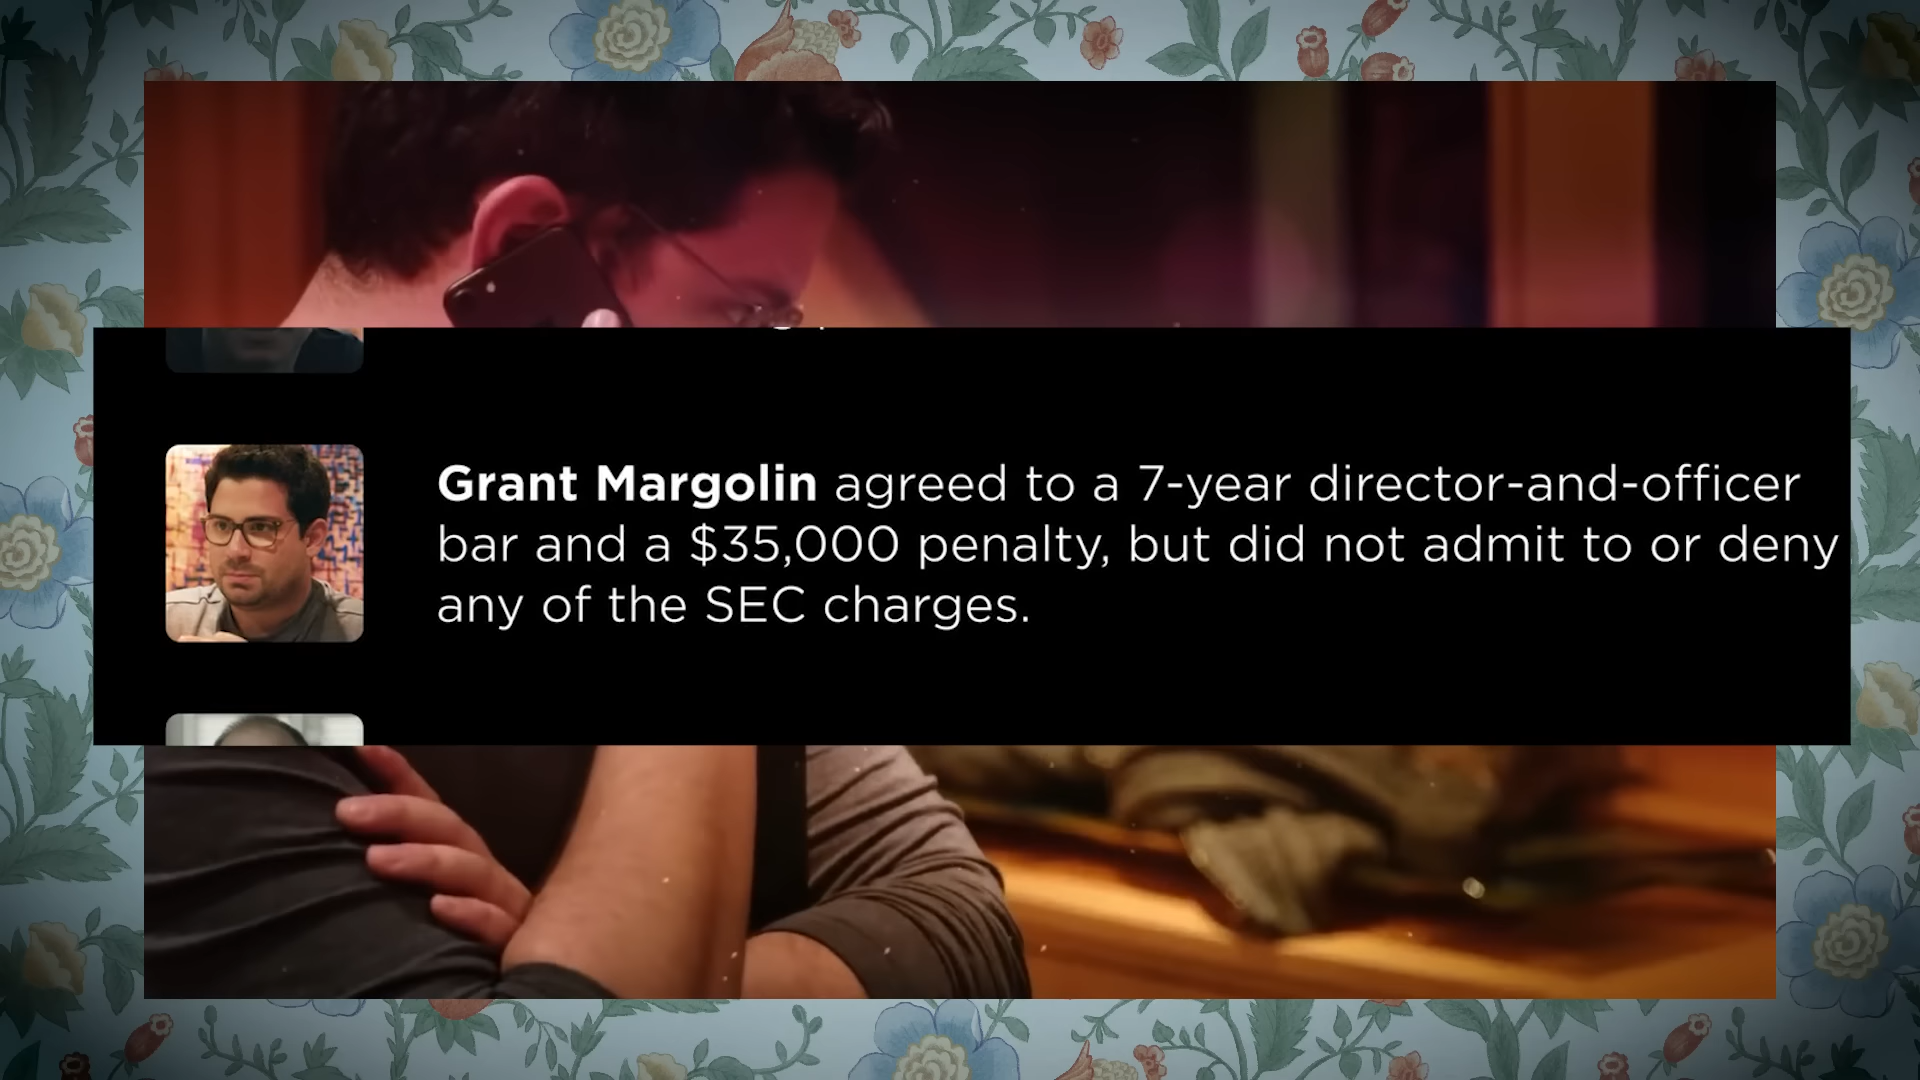 Grant Margolin agreed to a 7-year director-and-officer
bar and a $35,000 penalty, but did not admit to or deny
any of the SEC charges.